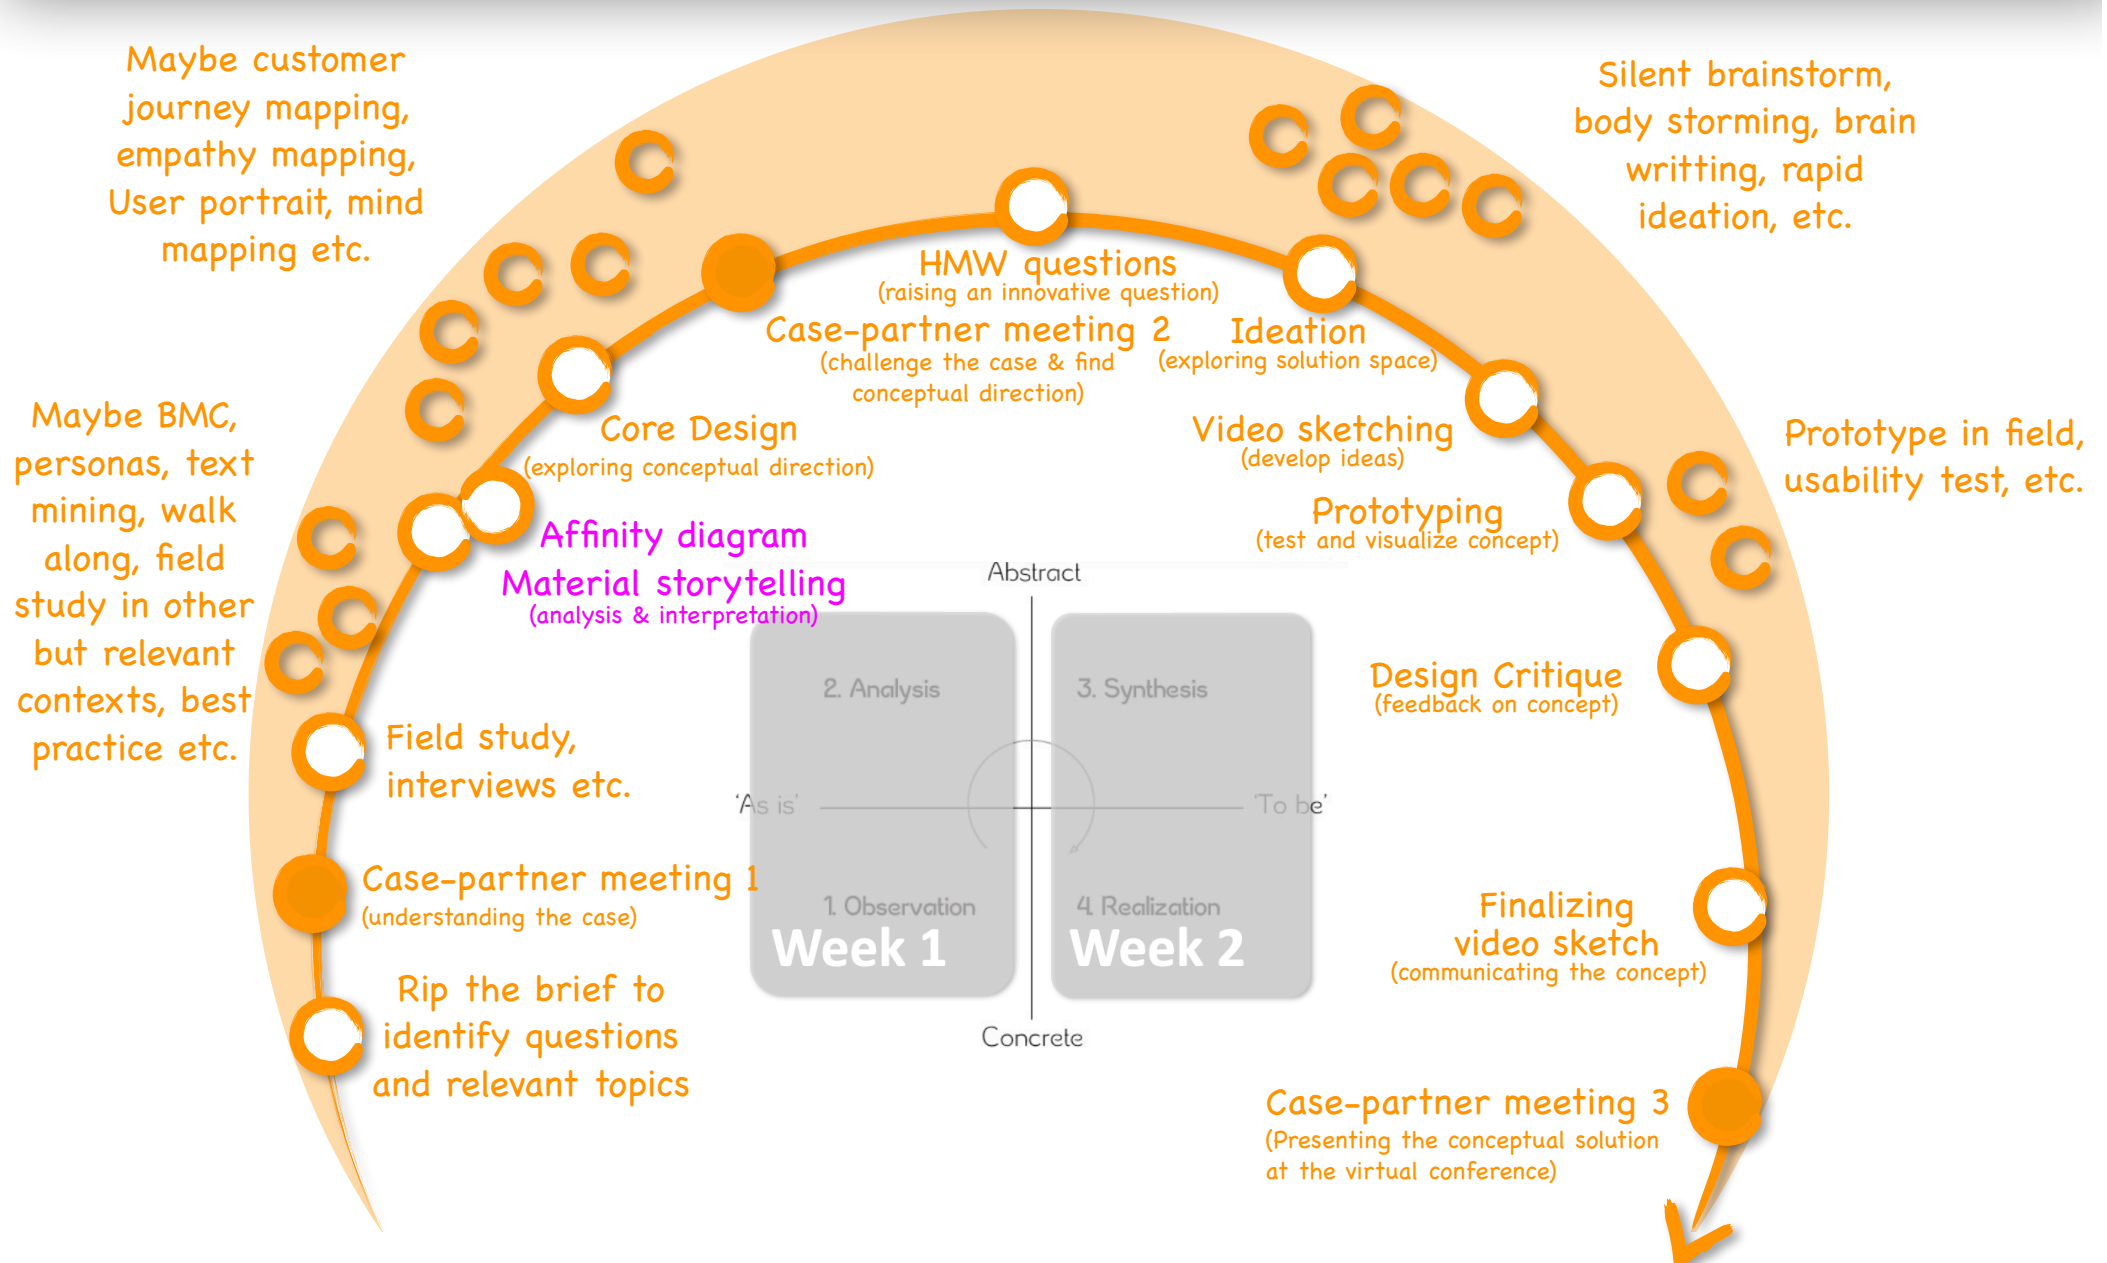 Maybe customer
journey mapping,
empathy mapping,
User portrait, mind
mapping etc.
Silent brainstorm,
body storming, brain
writting, rapid
ideation, etc.
HMW questions
(raising an innovative question)
Case-partner meeting 2
(challenge the case & find
conceptual direction)
Ideation
(exploring solution space)
Maybe BMC,
personas, text
mining, walk
along, field
study in other
but relevant
contexts, best
practice etc.
Core Design
(exploring conceptual direction)
Video sketching
(develop ideas)
Prototype in field,
usability test, etc.
Affinity diagram
Material storytelling
(analysis & interpretation)
Prototyping
(test and visualize concept)
Abstract
2. Analysis
3. Synthesis
Design Critique
(feedback on concept)
Field study,
interviews etc.
'As is'
'To be'
Case-partner meeting 1
(understanding the case)
1. Observation
4. Realization
Week 1
Week 2
Finalizing
video sketch
(communicating the concept)
Rip the brief to
identify questions
and relevant topics
Concrete
Case-partner meeting 3
(Presenting the conceptual solution
at the virtual conference)